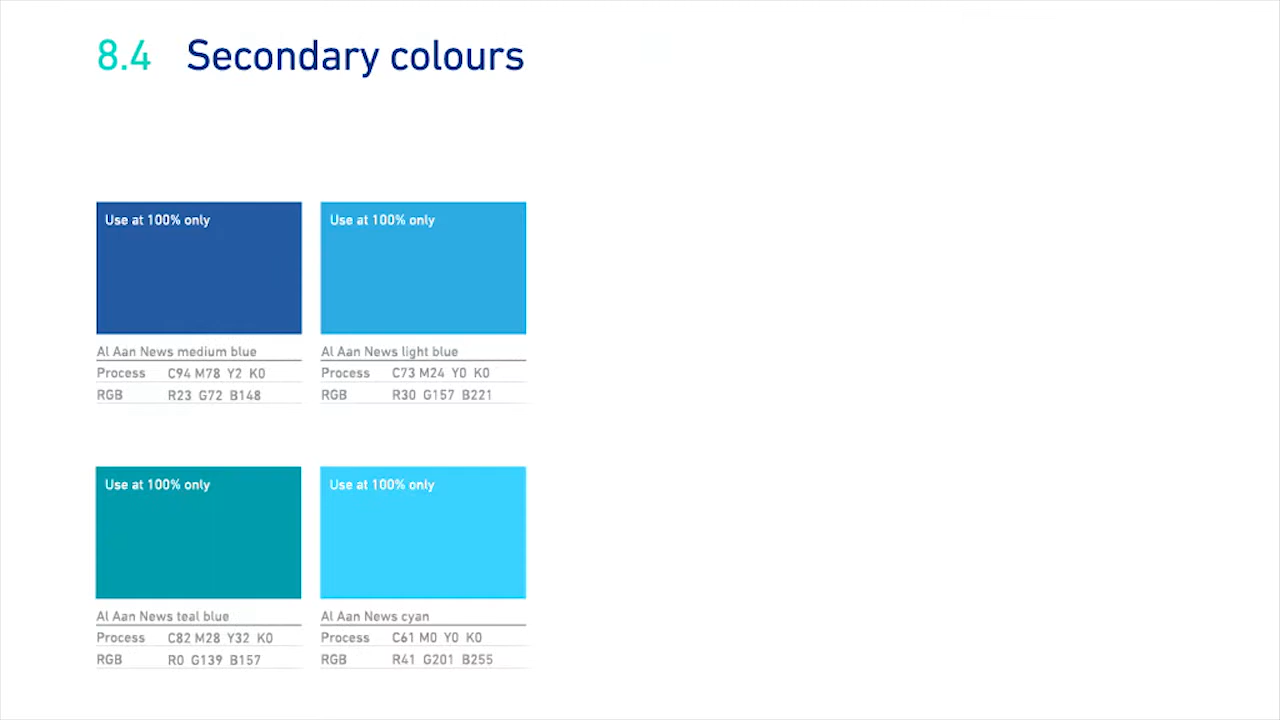 8.4 Secondary colours
Use at 100% only
Use at 100% only
Al Aan News medium blue
Process C94 M78 Y2 K0
RGB R23 G72 B148
Al Aan News light blue
Process C73 M24 Y0 K0
RGB R30 G157 B221
Use at 100% only
Use at 100% only
Al Aan News teal blue
Process C82 M28 Y32 K0
RGB R0 G139 B157
Al Aan News cyan
Process C61 M0 Y0 K0
RGB R41 G201 B255